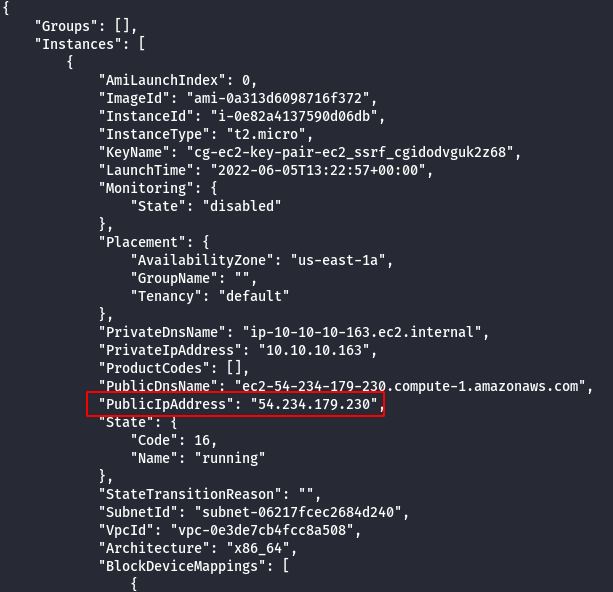 {
"Groups": [],
"Instances": [
{
"AmiLaunchIndex": 0,
"ImageId": "ami-0a313d6098716f372",
"InstanceId": "i-0e82a4137590d06db",
"InstanceType": "t2.micro",
"KeyName": "cg-ec2-key-pair-ec2_ssrf_cgidodvguk2z68",
"LaunchTime": "2022-06-05T13:22:57+00:00",
"Monitoring": {
"State": "disabled"
},
"Placement": {
"AvailabilityZone": "us-east-1a",
"GroupName": "",
"Tenancy": "default"
},
"PrivateDnsName": "ip-10-10-10-163.ec2.internal",
"PrivateIpAddress": "10.10.10.163",
"ProductCodes": [],
"PublicDnsName": "ec2-54-234-179-230.compute-1.amazonaws.com",
"PublicIpAddress": "54.234.179.230",
"State": {
"Code": 16,
"Name": "running"
},
"StateTransitionReason": "",
"SubnetId": "subnet-06217fcec2684d240",
"VpcId": "vpc-0e3de7cb4fcc8a508",
"Architecture": "x86_64",
"BlockDeviceMappings": [
{